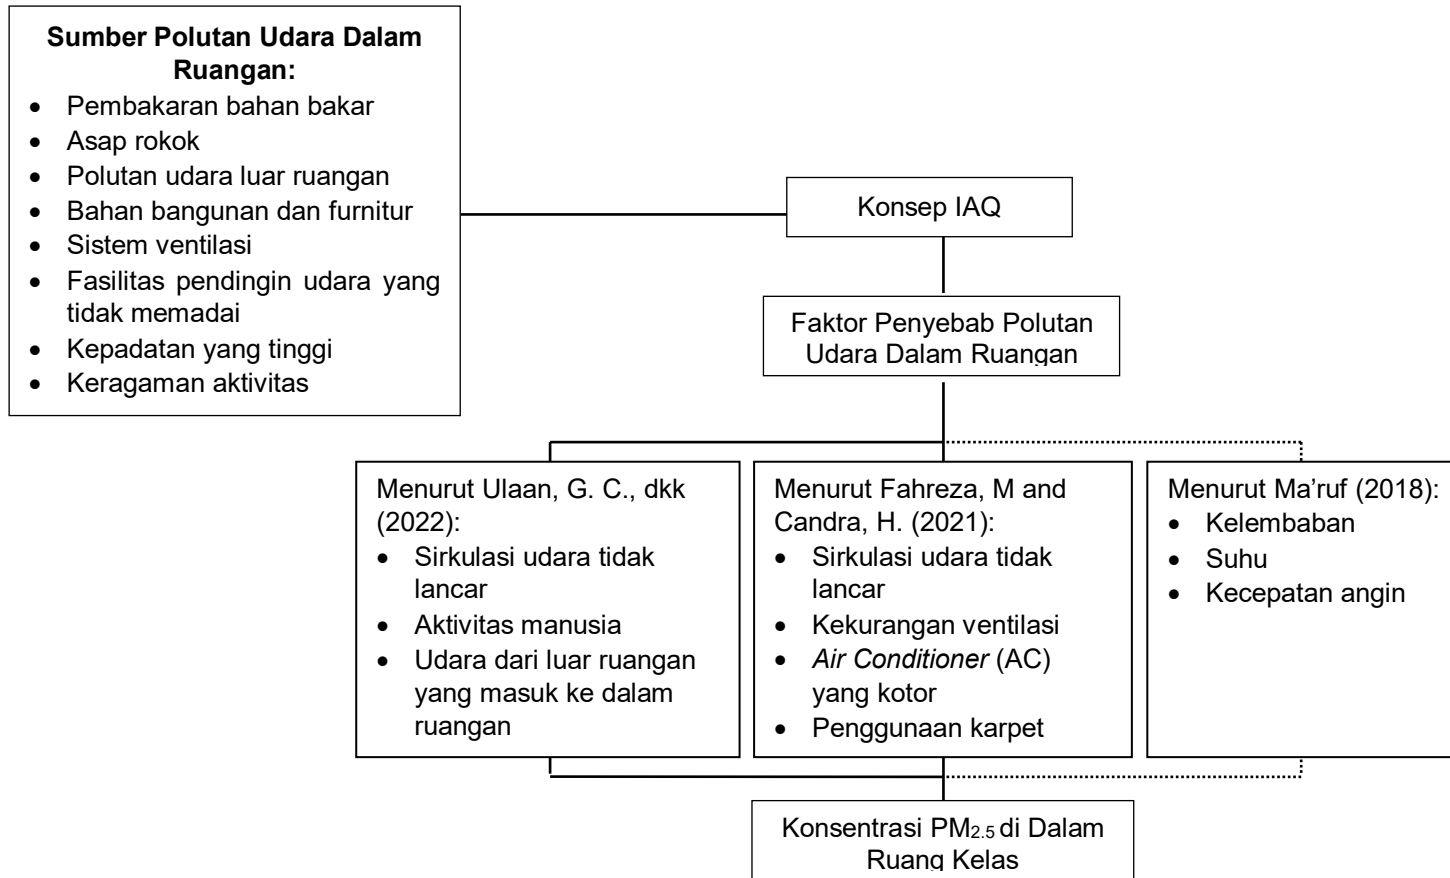 Sumber Polutan Udara Dalam
Ruangan:
• Pembakaran bahan bakar
• Asap rokok
• Polutan udara luar ruangan
• Bahan bangunan dan furnitur
• Sistem ventilasi
• Fasilitas pendingin udara yang
tidak memadai
• Kepadatan yang tinggi
• Keragaman aktivitas
Konsep IAQ
Faktor Penyebab Polutan
Udara Dalam Ruangan
Menurut Ulaan, G. C., dkk
(2022):
• Sirkulasi udara tidak
lancar
• Aktivitas manusia
• Udara dari luar ruangan
yang masuk ke dalam
ruangan
Menurut Fahreza, M and
Candra, H. (2021):
• Sirkulasi udara tidak
lancar
• Kekurangan ventilasi
• Air Conditioner (AC)
yang kotor
• Penggunaan karpet
Menurut Ma’ruf (2018):
• Kelembaban
• Suhu
• Kecepatan angin
Konsentrasi PM2.5 di Dalam
Ruang Kelas